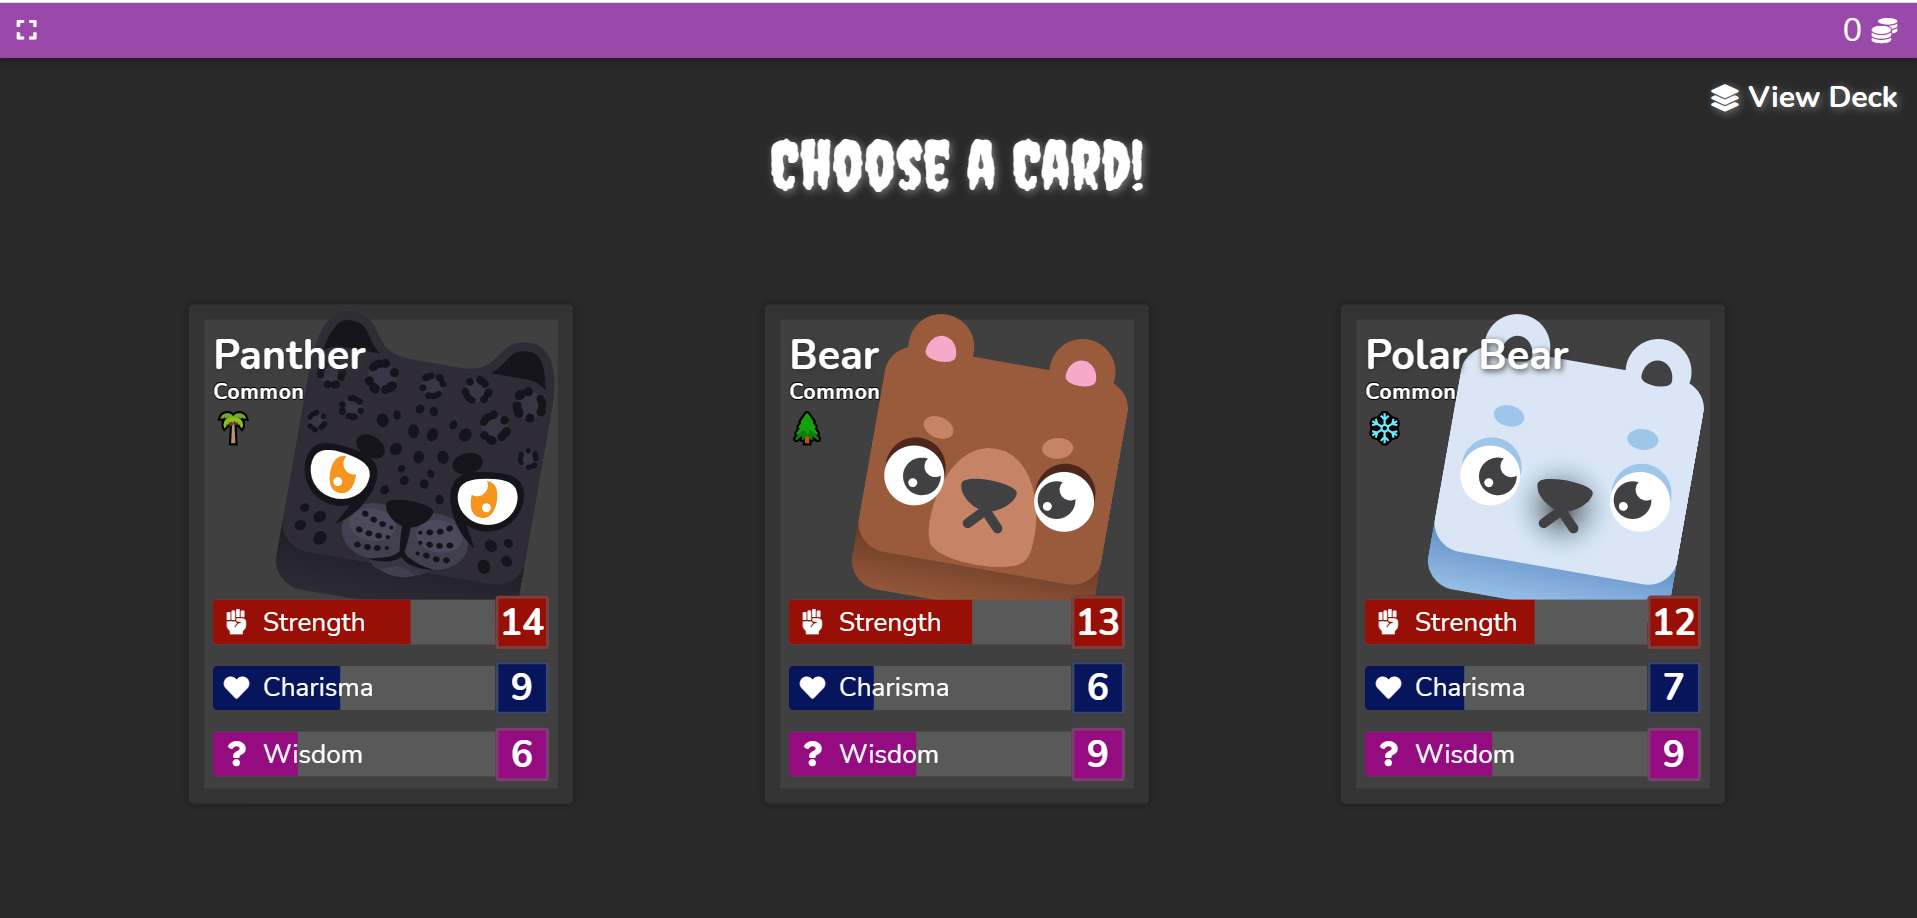 0
View Deck
CHOOSE A CARD!
Panther
Common
Strength 14
Charisma 9
? Wisdom 6
Bear
Common
Strength 13
Charisma 6
? Wisdom 9
Polar Bear
Common
Strength 12
Charisma 7
? Wisdom 9